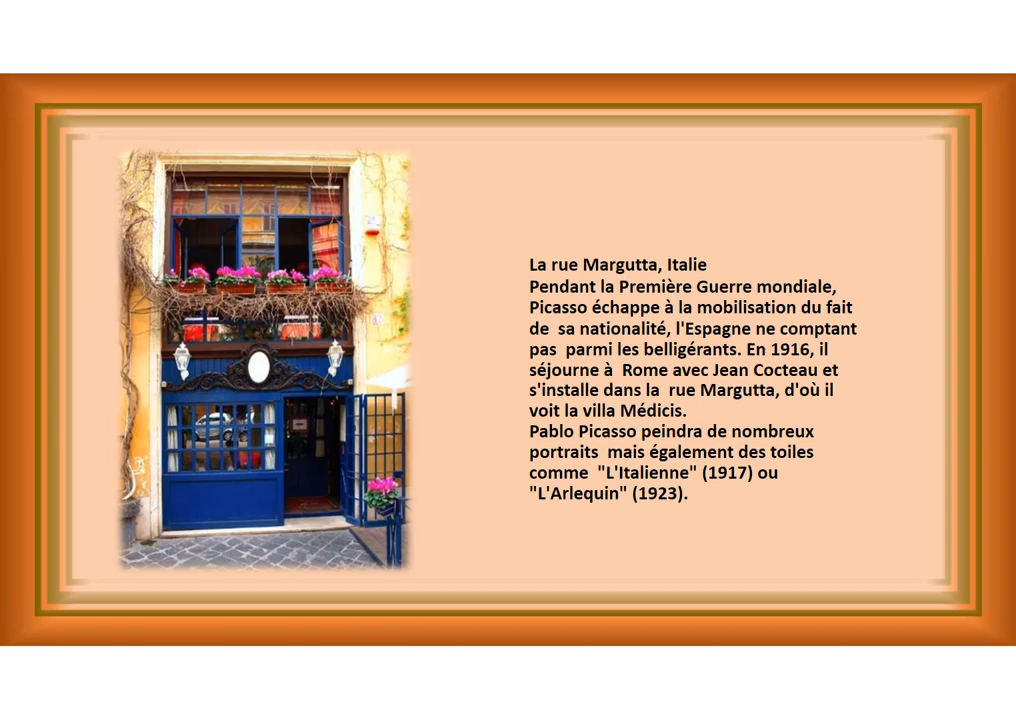 La rue Margutta, Italie
Pendant la Première Guerre mondiale,
Picasso échappe à la mobilisation du fait
de  sa nationalité, l'Espagne ne comptant
pas  parmi les belligérants. En 1916, il
séjourne à  Rome avec Jean Cocteau et
s'installe dans la  rue Margutta, d'où il
voit la villa Médicis.
Pablo Picasso peindra de nombreux
portraits  mais également des toiles
comme  "L'Italienne" (1917) ou
"L'Arlequin" (1923).